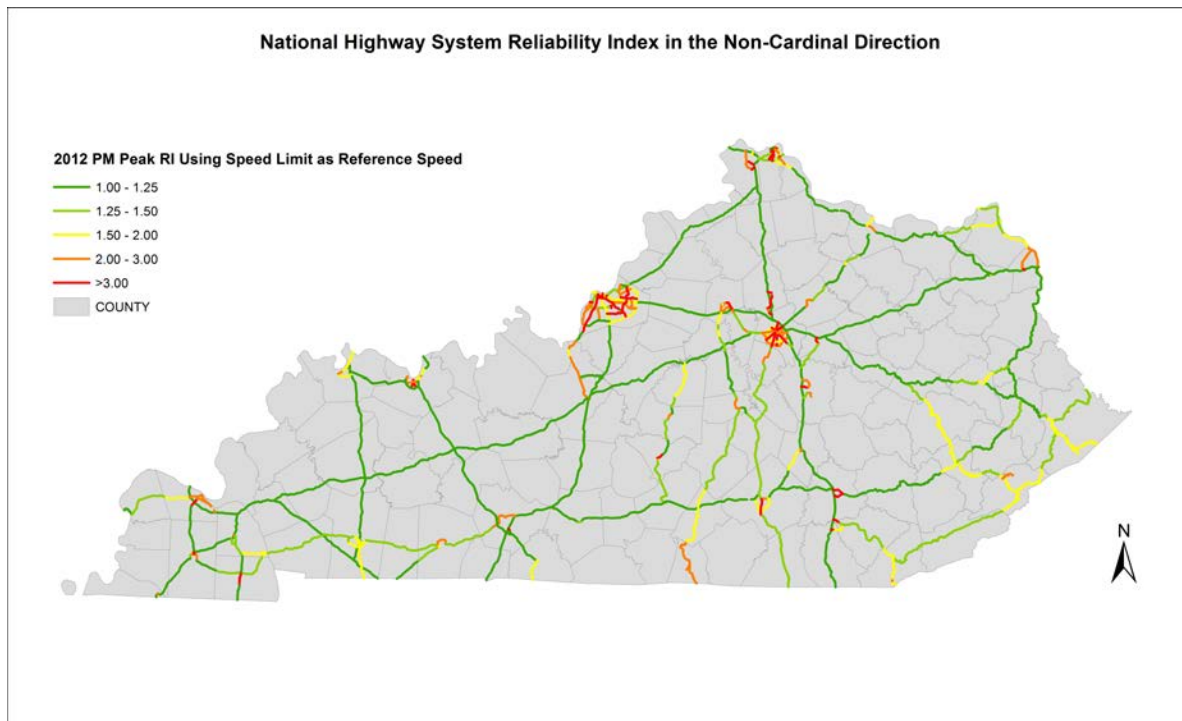 National Highway System Reliability Index in the Non-Cardinal Direction
2012 PM Peak RI Using Speed Limit as Reference Speed
1.00 - 1.25
1.25 - 1.50
1.50 - 2.00
2.00 - 3.00
>3.00
COUNTY
N